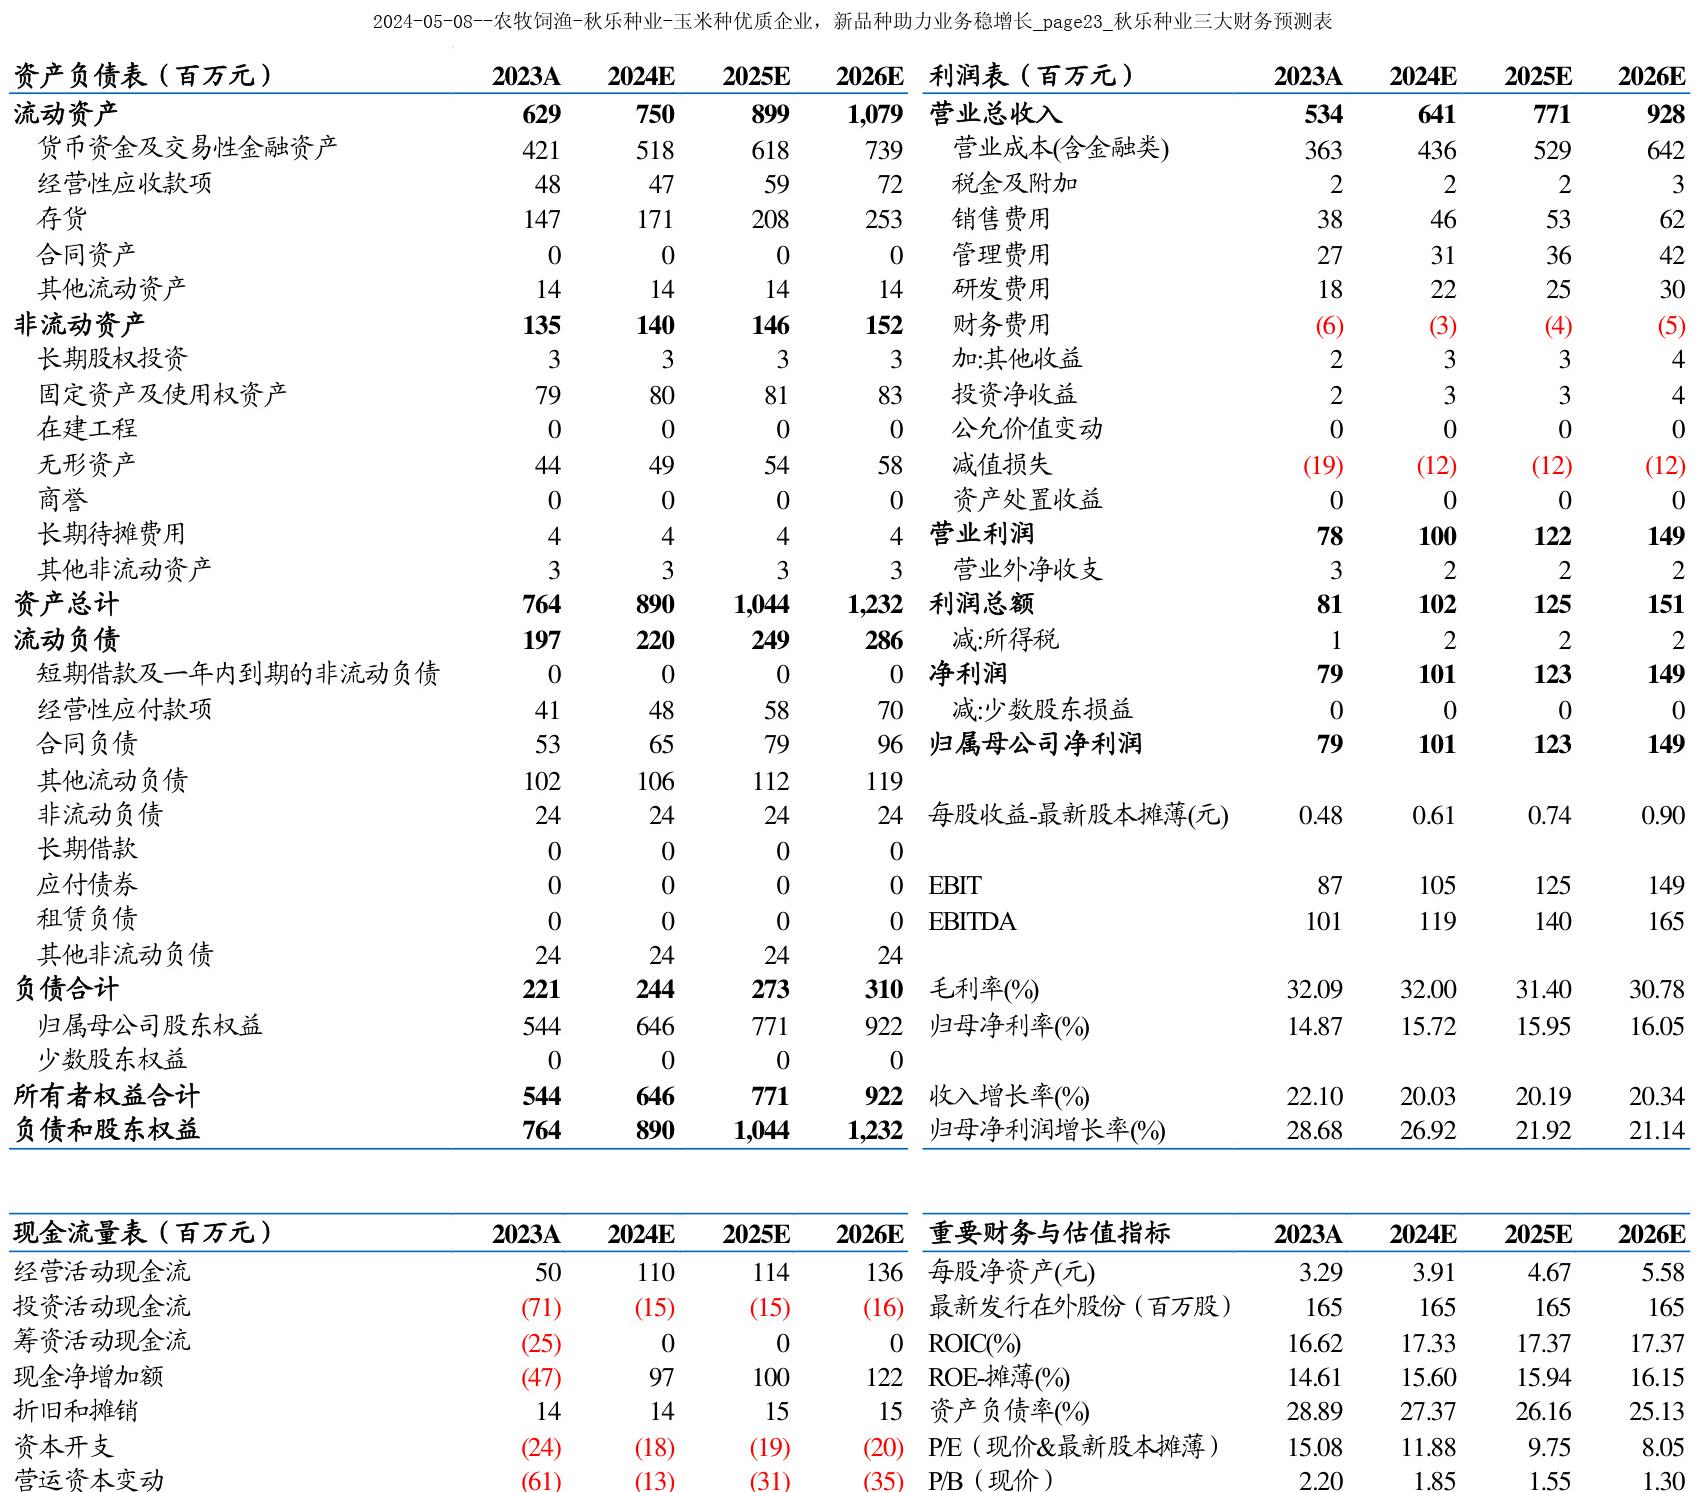 2024-05-08--农牧饲渔-秋乐种业-玉米种优质企业，新品种助力业务稳增长_page23_秋乐种业三大财务预测表
资产负债表（百万元） 2023A 2024E 2025E 2026E 利润表（百万元） 2023A 2024E 2025E 2026E
流动资产 629 750 899 1,079 营业总收入 534 641 771 928
货币资金及交易性金融资产 421 518 618 739 营业成本(含金融类) 363 436 529 642
经营性应收款项 48 47 59 72 税金及附加 2 2 2 3
存货 147 171 208 253 销售费用 38 46 53 62
合同资产 0 0 0 0 管理费用 27 31 36 42
其他流动资产 14 14 14 14 研发费用 18 22 25 30
非流动资产 135 140 146 152 财务费用 (6) (3) (4) (5)
长期股权投资 3 3 3 3 加:其他收益 2 3 3 4
固定资产及使用权资产 79 80 81 83 投资净收益 2 3 3 4
在建工程 0 0 0 0 公允价值变动 0 0 0 0
无形资产 44 49 54 58 减值损失 (19) (12) (12) (12)
商誉 0 0 0 0 资产处置收益 0 0 0 0
长期待摊费用 4 4 4 4 营业利润 78 100 122 149
其他非流动资产 3 3 3 3 营业外净收支 3 2 2 2
资产总计 764 890 1,044 1,232 利润总额 81 102 125 151
流动负债 197 220 249 286 减:所得税 1 2 2 2
短期借款及一年内到期的非流动负债 0 0 0 0 净利润 79 101 123 149
经营性应付款项 41 48 58 70 减:少数股东损益 0 0 0 0
合同负债 53 65 79 96 归属母公司净利润 79 101 123 149
其他流动负债 102 106 112 119
非流动负债 24 24 24 24 每股收益-最新股本摊薄(元) 0.48 0.61 0.74 0.90
长期借款 0 0 0 0
应付债券 0 0 0 0 EBIT 87 105 125 149
租赁负债 0 0 0 0 EBITDA 101 119 140 165
其他非流动负债 24 24 24 24
负债合计 221 244 273 310 毛利率(%) 32.09 32.00 31.40 30.78
归属母公司股东权益 544 646 771 922 归母净利率(%) 14.87 15.72 15.95 16.05
少数股东权益 0 0 0 0
所有者权益合计 544 646 771 922 收入增长率(%) 22.10 20.03 20.19 20.34
负债和股东权益 764 890 1,044 1,232 归母净利润增长率(%) 28.68 26.92 21.92 21.14
现金流量表（百万元） 2023A 2024E 2025E 2026E 重要财务与估值指标 2023A 2024E 2025E 2026E
经营活动现金流 50 110 114 136 每股净资产(元) 3.29 3.91 4.67 5.58
投资活动现金流 (71) (15) (15) (16) 最新发行在外股份（百万股） 165 165 165 165
筹资活动现金流 (25) 0 0 0 ROIC(%) 16.62 17.33 17.37 17.37
现金净增加额 (47) 97 100 122 ROE-摊薄(%) 14.61 15.60 15.94 16.15
折旧和摊销 14 14 15 15 资产负债率(%) 28.89 27.37 26.16 25.13
资本开支 (24) (18) (19) (20) P/E（现价&最新股本摊薄） 15.08 11.88 9.75 8.05
营运资本变动 (61) (13) (31) (35) P/B（现价） 2.20 1.85 1.55 1.30